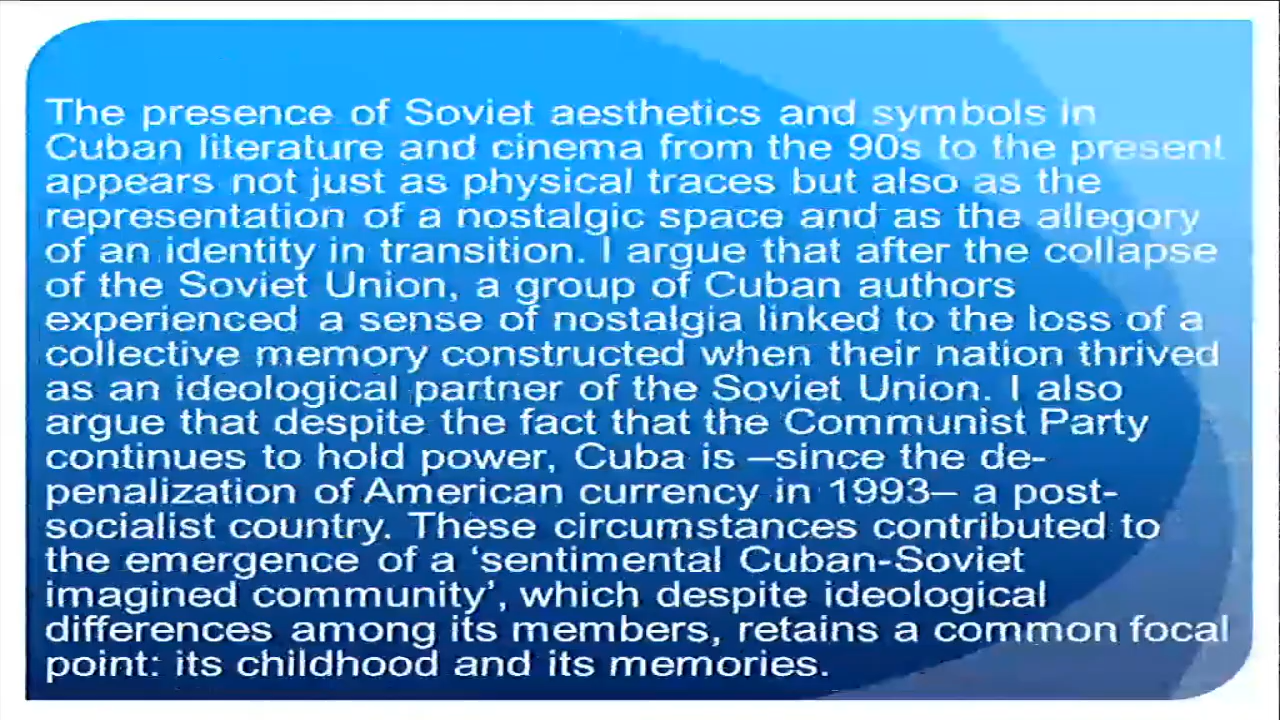 The presence of Soviet aesthetics and symbols in
Cuban literature and cinema from the 90s to the present
appears not just as physical traces but also as the
representation of a nostalgic space and as the allegory
of an identity in transition. I argue that after the collapse
of the Soviet Union, a group of Cuban authors
experienced a sense of nostalgia linked to the loss of a
collective memory constructed when their nation thrived
as an ideological partner of the Soviet Union. I also
argue that despite the fact that the Communist Party
continues to hold power, Cuba is –since the de-
penalization of American currency in 1993– a post-
socialist country. These circumstances contributed to
the emergence of a ‘sentimental Cuban-Soviet
imagined community’, which despite ideological
differences among its members, retains a common focal
point: its childhood and its memories.